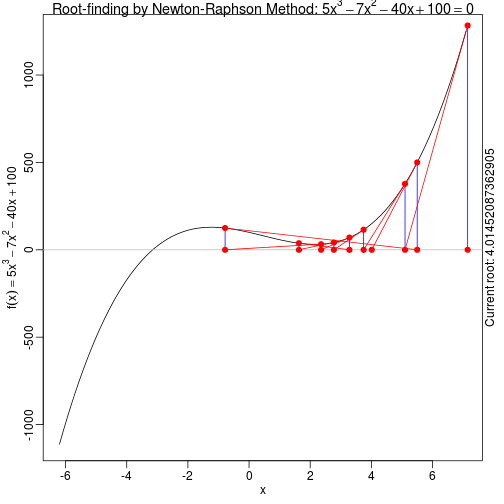 Root-finding by Newton-Raphson Method: 5x³ − 7x² − 40x + 100 = 0
f(x) = 5x³ − 7x² − 40x + 100
1000
500
0
-500
-1000
-6 -4 -2 0 2 4 6
x
Current root: 4.01452087362905